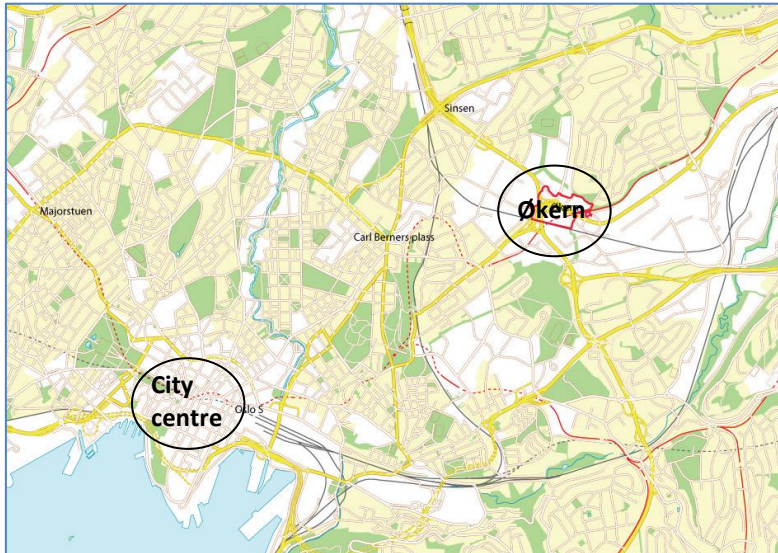 Sinsen
Majorstuen
Økern
Carl Berners plass
City
centre
Oslo S